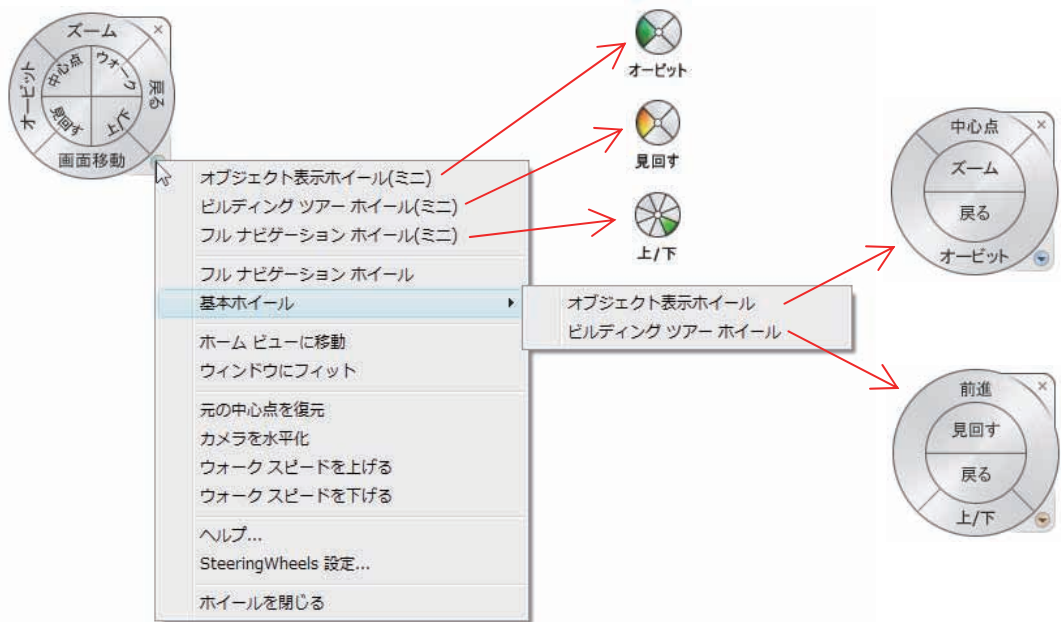 ズーム
オービット
中心点
ウォーク
戻る
見回す
上/下
画面移動
オブジェクト表示ホイール(ミニ)
ビルディング ツアー ホイール(ミニ)
フル ナビゲーション ホイール(ミニ)
フル ナビゲーション ホイール
基本ホイール
ホーム ビューに移動
ウィンドウにフィット
元の中心点を復元
カメラを水平化
ウォーク スピードを上げる
ウォーク スピードを下げる
ヘルプ...
SteeringWheels 設定...
ホイールを閉じる
オブジェクト表示ホイール
ビルディング ツアー ホイール
オービット
見回す
上/下
中心点
ズーム
戻る
オービット
前進
見回す
戻る
上/下